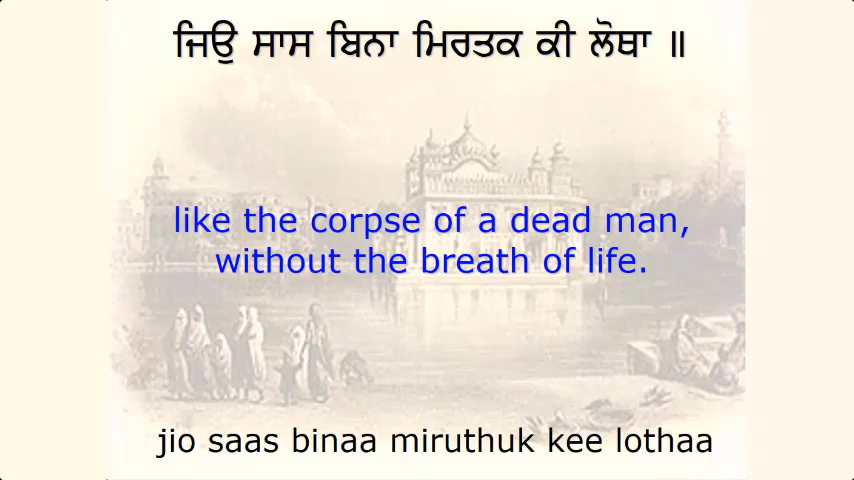 ਜਿਉ ਸਾਸ ਬਿਨਾ ਮਿਰਤਕ ਕੀ ਲੋਥਾ ॥
like the corpse of a dead man,
without the breath of life.
jio saas binaa miruthuk kee lothaa